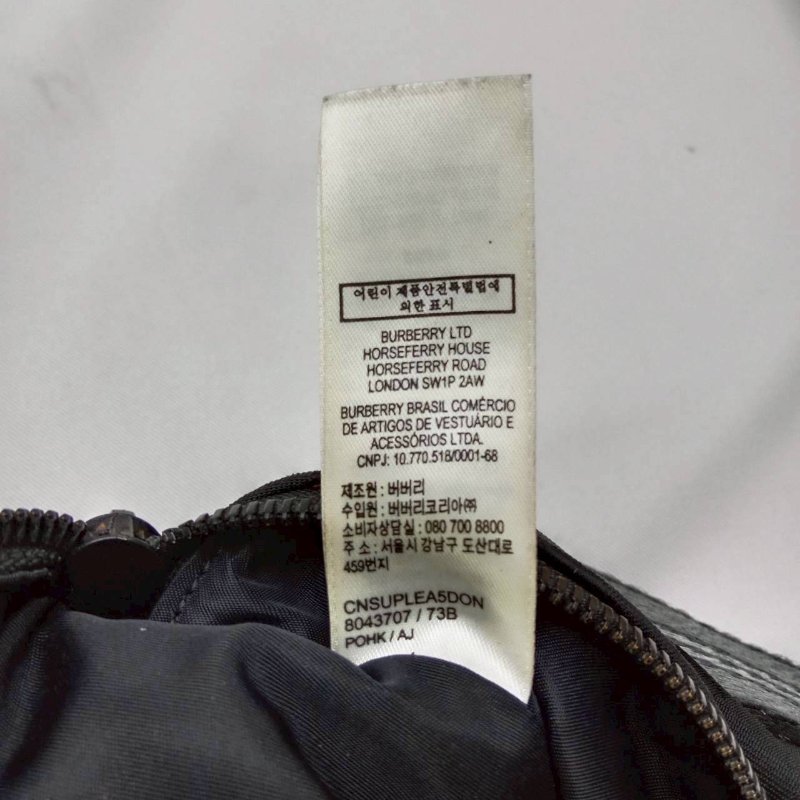 어린이 제품안전특별법에
의한 표시
BURBERRY LTD
HORSEFERRY HOUSE
HORSEFERRY ROAD
LONDON SW1P 2AW
BURBERRY BRASIL COMÉRCIO
DE ARTIGOS DE VESTUÁRIO E
ACESSÓRIOS LTDA.
CNPJ: 10.770.518/0001-68
제조원 : 버버리
수입원 : 버버리코리아㈜
소비자상담실 : 080 700 8800
주 소 : 서울시 강남구 도산대로
459번지
CNSUPLEA5DON
8043707 / 73B
POHK / AJ